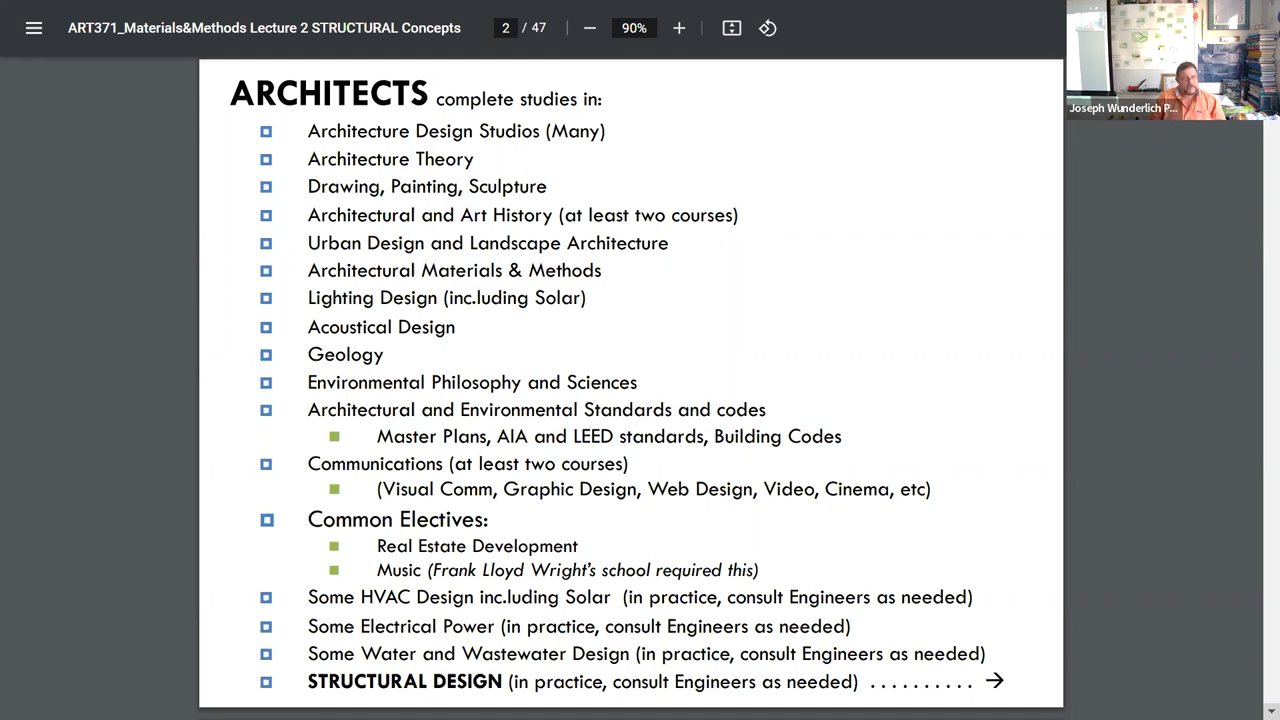 ART371_Materials&Methods Lecture 2 STRUCTURAL Concepts
2 / 47
90%
Joseph Wunderlich P...
ARCHITECTS complete studies in:
Architecture Design Studios (Many)
Architecture Theory
Drawing, Painting, Sculpture
Architectural and Art History (at least two courses)
Urban Design and Landscape Architecture
Architectural Materials & Methods
Lighting Design (inc.luding Solar)
Acoustical Design
Geology
Environmental Philosophy and Sciences
Architectural and Environmental Standards and codes
Master Plans, AIA and LEED standards, Building Codes
Communications (at least two courses)
(Visual Comm, Graphic Design, Web Design, Video, Cinema, etc)
Common Electives:
Real Estate Development
Music (Frank Lloyd Wright's school required this)
Some HVAC Design inc.luding Solar (in practice, consult Engineers as needed)
Some Electrical Power (in practice, consult Engineers as needed)
Some Water and Wastewater Design (in practice, consult Engineers as needed)
STRUCTURAL DESIGN (in practice, consult Engineers as needed) . . . . . . . . . . →